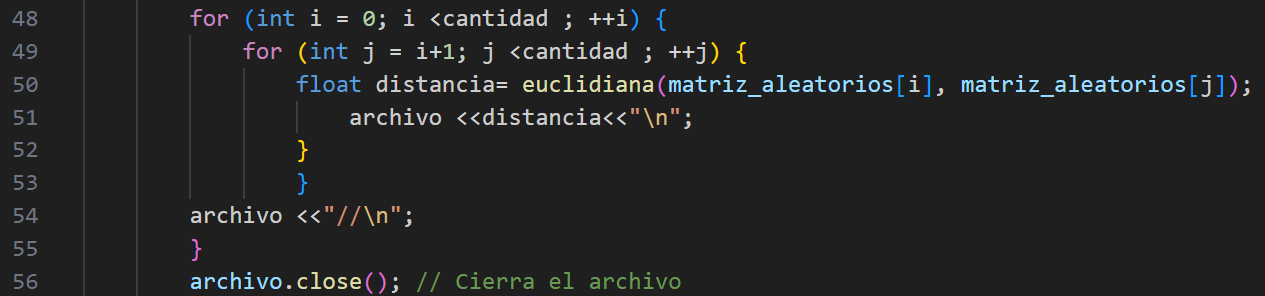 48 for (int i = 0; i <cantidad ; ++i) {
49 for (int j = i+1; j <cantidad ; ++j) {
50 float distancia= euclidiana(matriz_aleatorios[i], matriz_aleatorios[j]);
51 archivo <<distancia<<"\n";
52 }
53 }
54 archivo <<"//\n";
55 }
56 archivo.close(); // Cierra el archivo